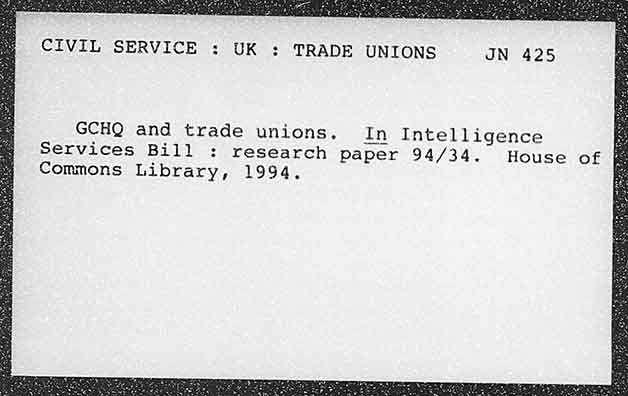 CIVIL SERVICE : UK : TRADE UNIONS JN 425
GCHQ and trade unions. In Intelligence
Services Bill : research paper 94/34. House of
Commons Library, 1994.